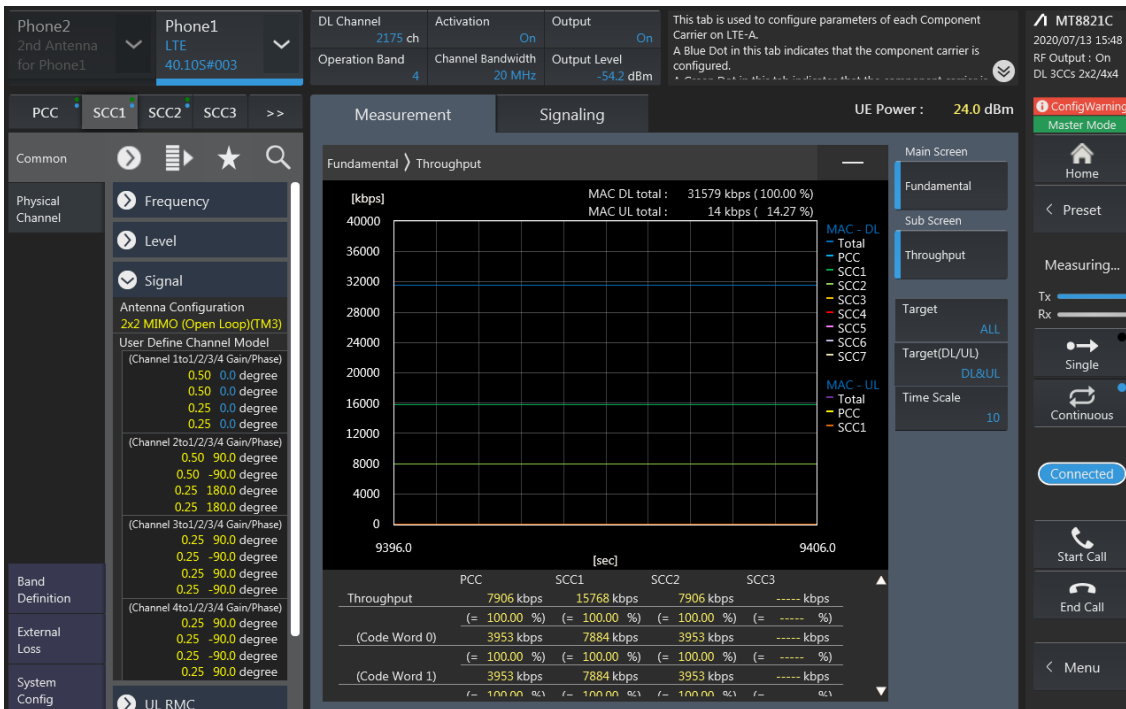 Phone2
2nd Antenna
for Phone1
Phone1
LTE
40.10S#003
DL Channel
2175 ch
Activation
On
Output
On
Operation Band
4
Channel Bandwidth
20 MHz
Output Level
-54.2 dBm
This tab is used to configure parameters of each Component
Carrier on LTE-A.
A Blue Dot in this tab indicates that the component carrier is
configured.
MT8821C
2020/07/13 15:48
RF Output : On
DL 3CCs 2x2/4x4
ConfigWarning
Master Mode
PCC SCC1 SCC2 SCC3 >>
Measurement
Signaling
UE Power : 24.0 dBm
Common
Physical
Channel
Frequency
Level
Signal
Antenna Configuration
2x2 MIMO (Open Loop)(TM3)
User Define Channel Model
(Channel 1to1/2/3/4 Gain/Phase)
0.50 0.0 degree
0.50 0.0 degree
0.25 0.0 degree
0.25 0.0 degree
(Channel 2to1/2/3/4 Gain/Phase)
0.50 90.0 degree
0.50 -90.0 degree
0.25 180.0 degree
0.25 180.0 degree
(Channel 3to1/2/3/4 Gain/Phase)
0.25 90.0 degree
0.25 -90.0 degree
0.25 90.0 degree
0.25 -90.0 degree
(Channel 4to1/2/3/4 Gain/Phase)
0.25 90.0 degree
0.25 -90.0 degree
0.25 -90.0 degree
0.25 90.0 degree
UL RMC
Band
Definition
External
Loss
System
Config
Fundamental 〉Throughput
[kbps]
MAC DL total : 31579 kbps ( 100.00 %)
MAC UL total : 14 kbps ( 14.27 %)
40000
36000
32000
28000
24000
20000
16000
12000
8000
4000
0
9396.0
[sec]
9406.0
MAC - DL
Total
PCC
SCC1
SCC2
SCC3
SCC4
SCC5
SCC6
SCC7
MAC - UL
Total
PCC
SCC1
PCC SCC1 SCC2 SCC3
Throughput 7906 kbps 15768 kbps 7906 kbps ----- kbps
(= 100.00 %) (= 100.00 %) (= 100.00 %) (= ----- %)
(Code Word 0) 3953 kbps 7884 kbps 3953 kbps ----- kbps
(= 100.00 %) (= 100.00 %) (= 100.00 %) (= ----- %)
(Code Word 1) 3953 kbps 7884 kbps 3953 kbps ----- kbps
(= 100.00 %) (= 100.00 %) (= 100.00 %) (= %)
Main Screen
Fundamental
Sub Screen
Throughput
Target
ALL
Target(DL/UL)
DL&UL
Time Scale
10
Home
< Preset
Measuring...
Tx
Rx
Single
Continuous
Connected
Start Call
End Call
< Menu